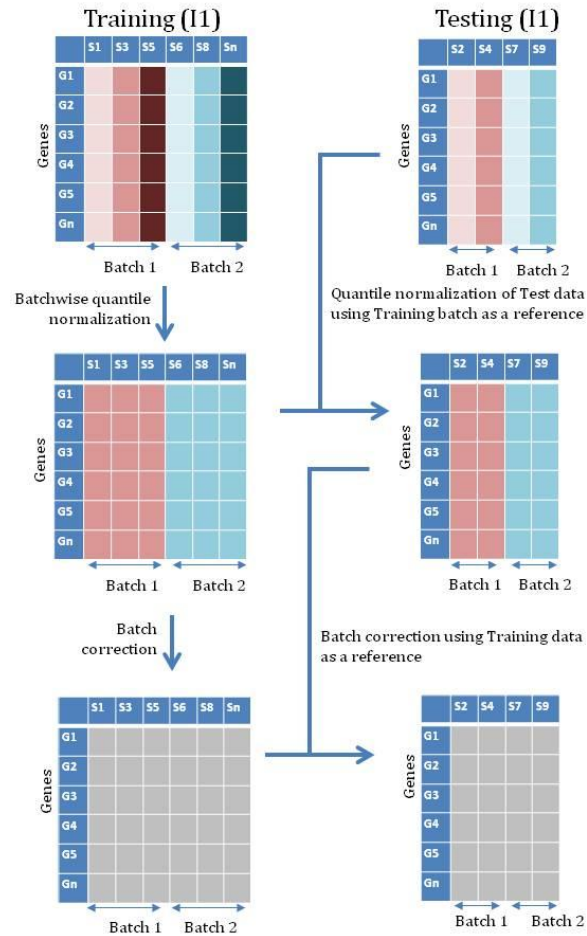 Training (I1)
S1 S3 S5 S6 S8 Sn
Genes
G1
G2
G3
G4
G5
Gn
Batch 1 Batch 2
Testing (I1)
S2 S4 S7 S9
Genes
G1
G2
G3
G4
G5
Gn
Batch 1 Batch 2
Batchwise quantile
normalization
Quantile normalization of Test data
using Training batch as a reference
S1 S3 S5 S6 S8 Sn
Genes
G1
G2
G3
G4
G5
Gn
Batch 1 Batch 2
S2 S4 S7 S9
Genes
G1
G2
G3
G4
G5
Gn
Batch 1 Batch 2
Batch
correction
Batch correction using Training data
as a reference
S1 S3 S5 S6 S8 Sn
Genes
G1
G2
G3
G4
G5
Gn
Batch 1 Batch 2
S2 S4 S7 S9
Genes
G1
G2
G3
G4
G5
Gn
Batch 1 Batch 2